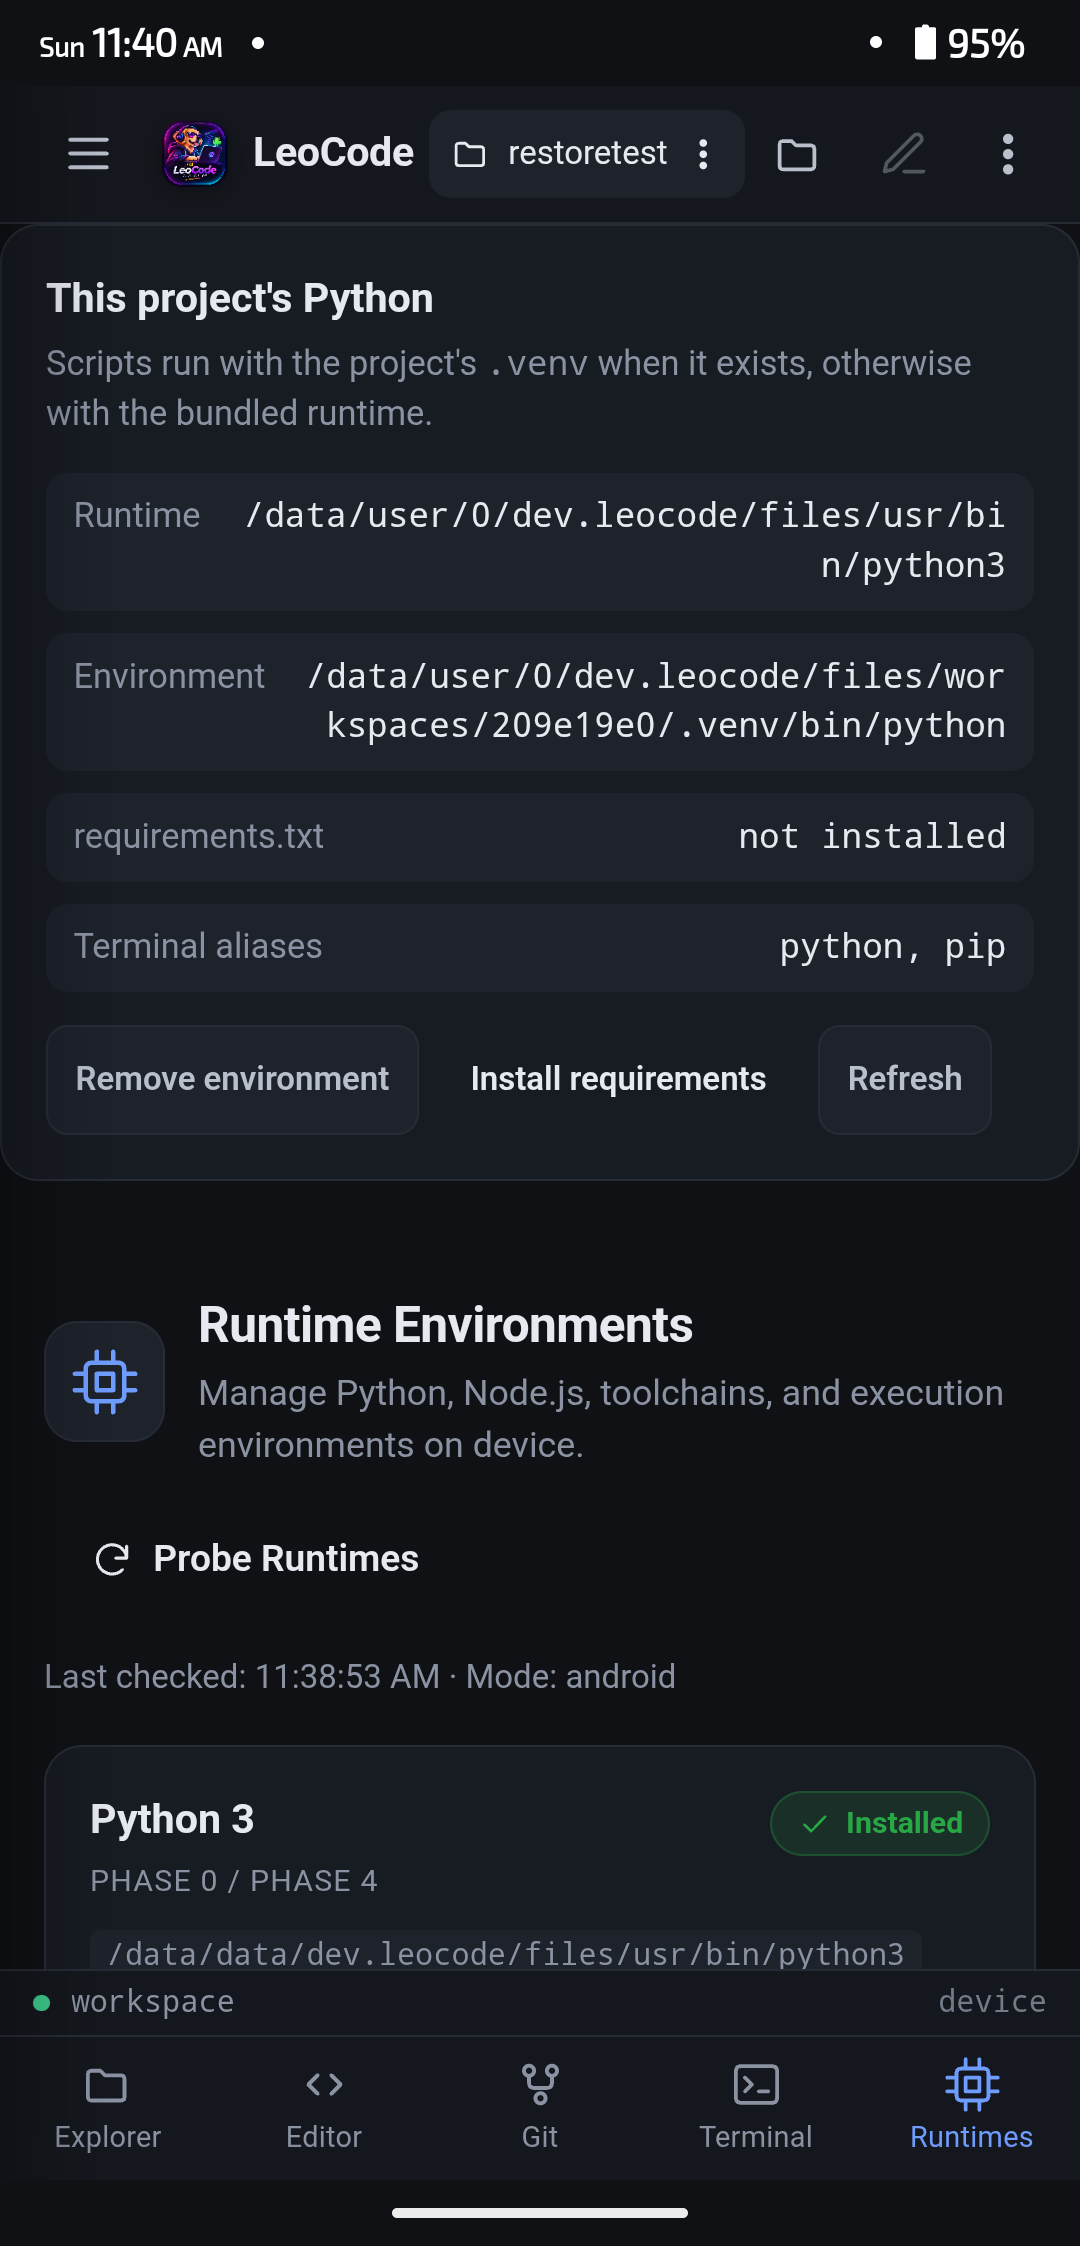 Sun 11:40 AM
95%
LeoCode
LeoCode
restoretest
This project's Python
Scripts run with the project's .venv when it exists, otherwise
with the bundled runtime.
Runtime /data/user/0/dev.leocode/files/usr/bi
n/python3
Environment /data/user/0/dev.leocode/files/wor
kspaces/209e19e0/.venv/bin/python
requirements.txt not installed
Terminal aliases python, pip
Remove environment Install requirements Refresh
Runtime Environments
Manage Python, Node.js, toolchains, and execution
environments on device.
Probe Runtimes
Last checked: 11:38:53 AM · Mode: android
Python 3
Installed
PHASE 0 / PHASE 4
/data/data/dev.leocode/files/usr/bin/python3
workspace device
Explorer Editor Git Terminal Runtimes